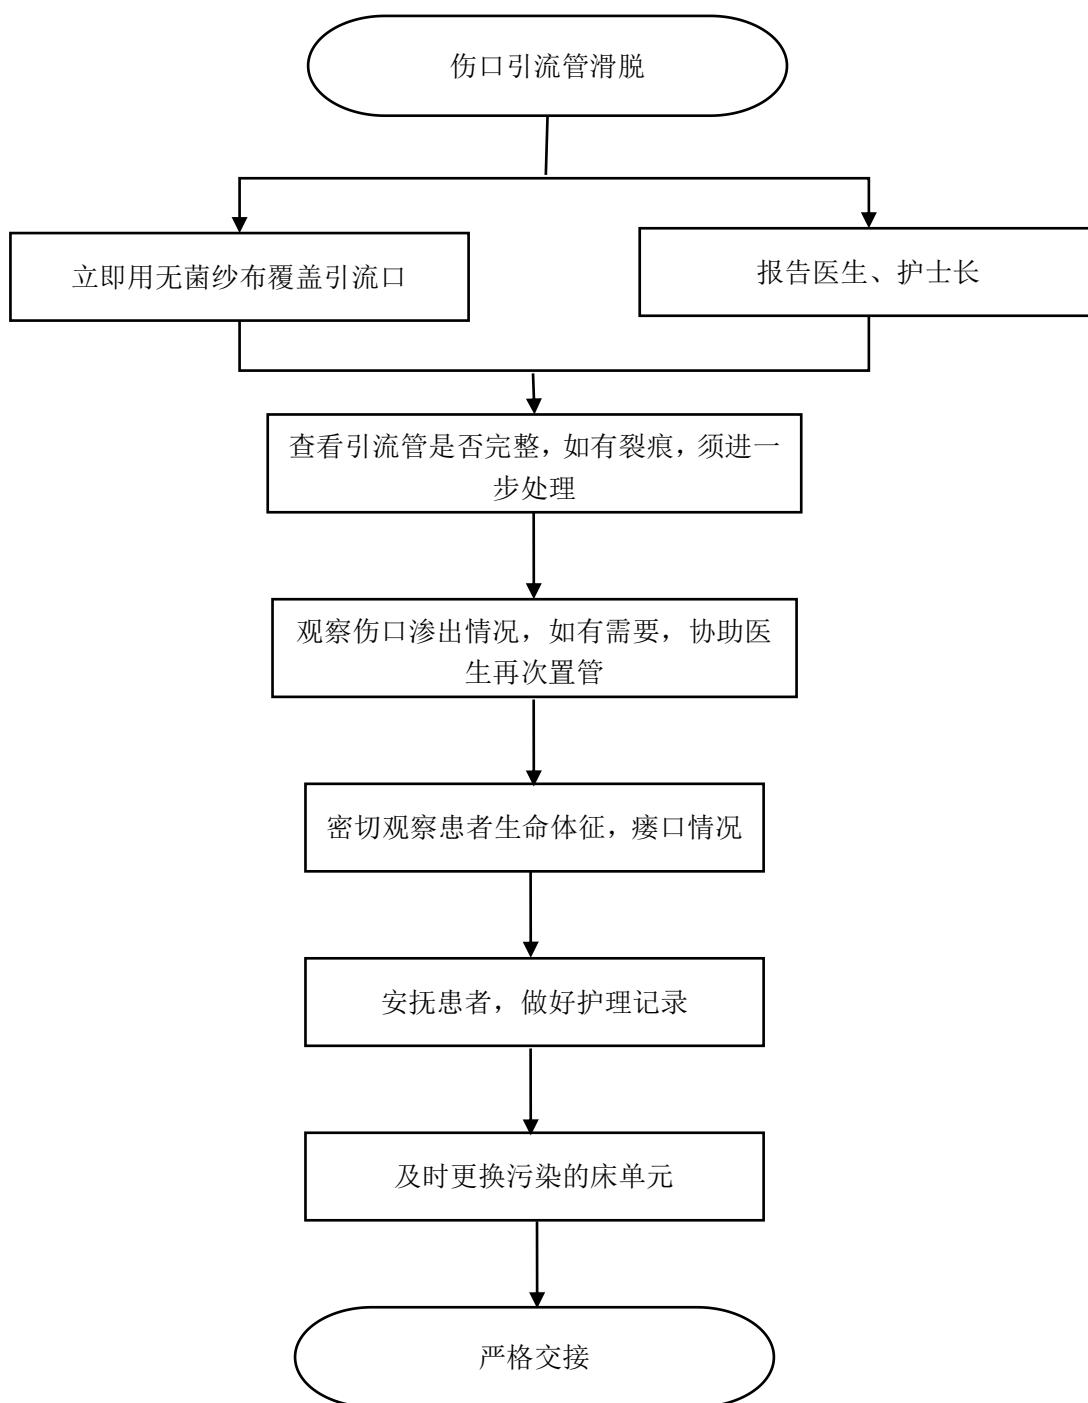 伤口引流管滑脱
立即用无菌纱布覆盖引流口
报告医生、护士长
查看引流管是否完整，如有裂痕，须进一
步处理
观察伤口渗出情况，如有需要，协助医
生再次置管
密切观察患者生命体征，瘘口情况
安抚患者，做好护理记录
及时更换污染的床单元
严格交接